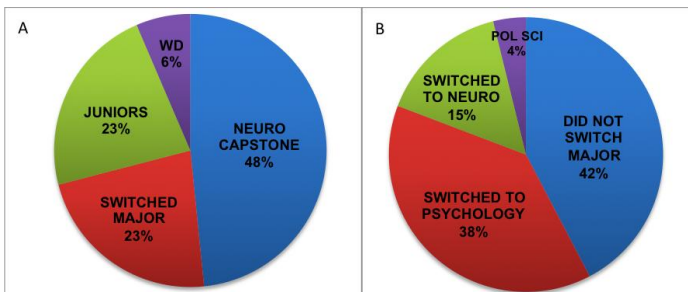 A
WD
6%
JUNIORS
23%
NEURO
CAPSTONE
48%
SWITCHED
MAJOR
23%
B
POL SCI
4%
SWITCHED
TO NEURO
15%
DID NOT
SWITCH
MAJOR
42%
SWITCHED TO
PSYCHOLOGY
38%